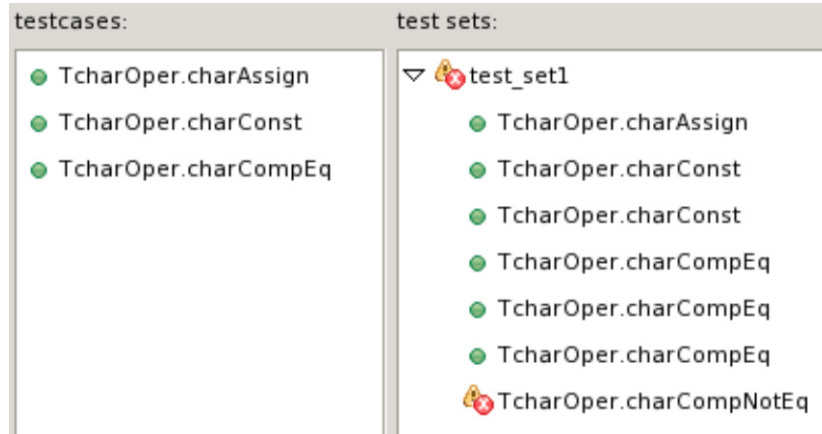 testcases:
TcharOper.charAssign
TcharOper.charConst
TcharOper.charCompEq
test sets:
test_set1
TcharOper.charAssign
TcharOper.charConst
TcharOper.charConst
TcharOper.charCompEq
TcharOper.charCompEq
TcharOper.charCompEq
TcharOper.charCompNotEq